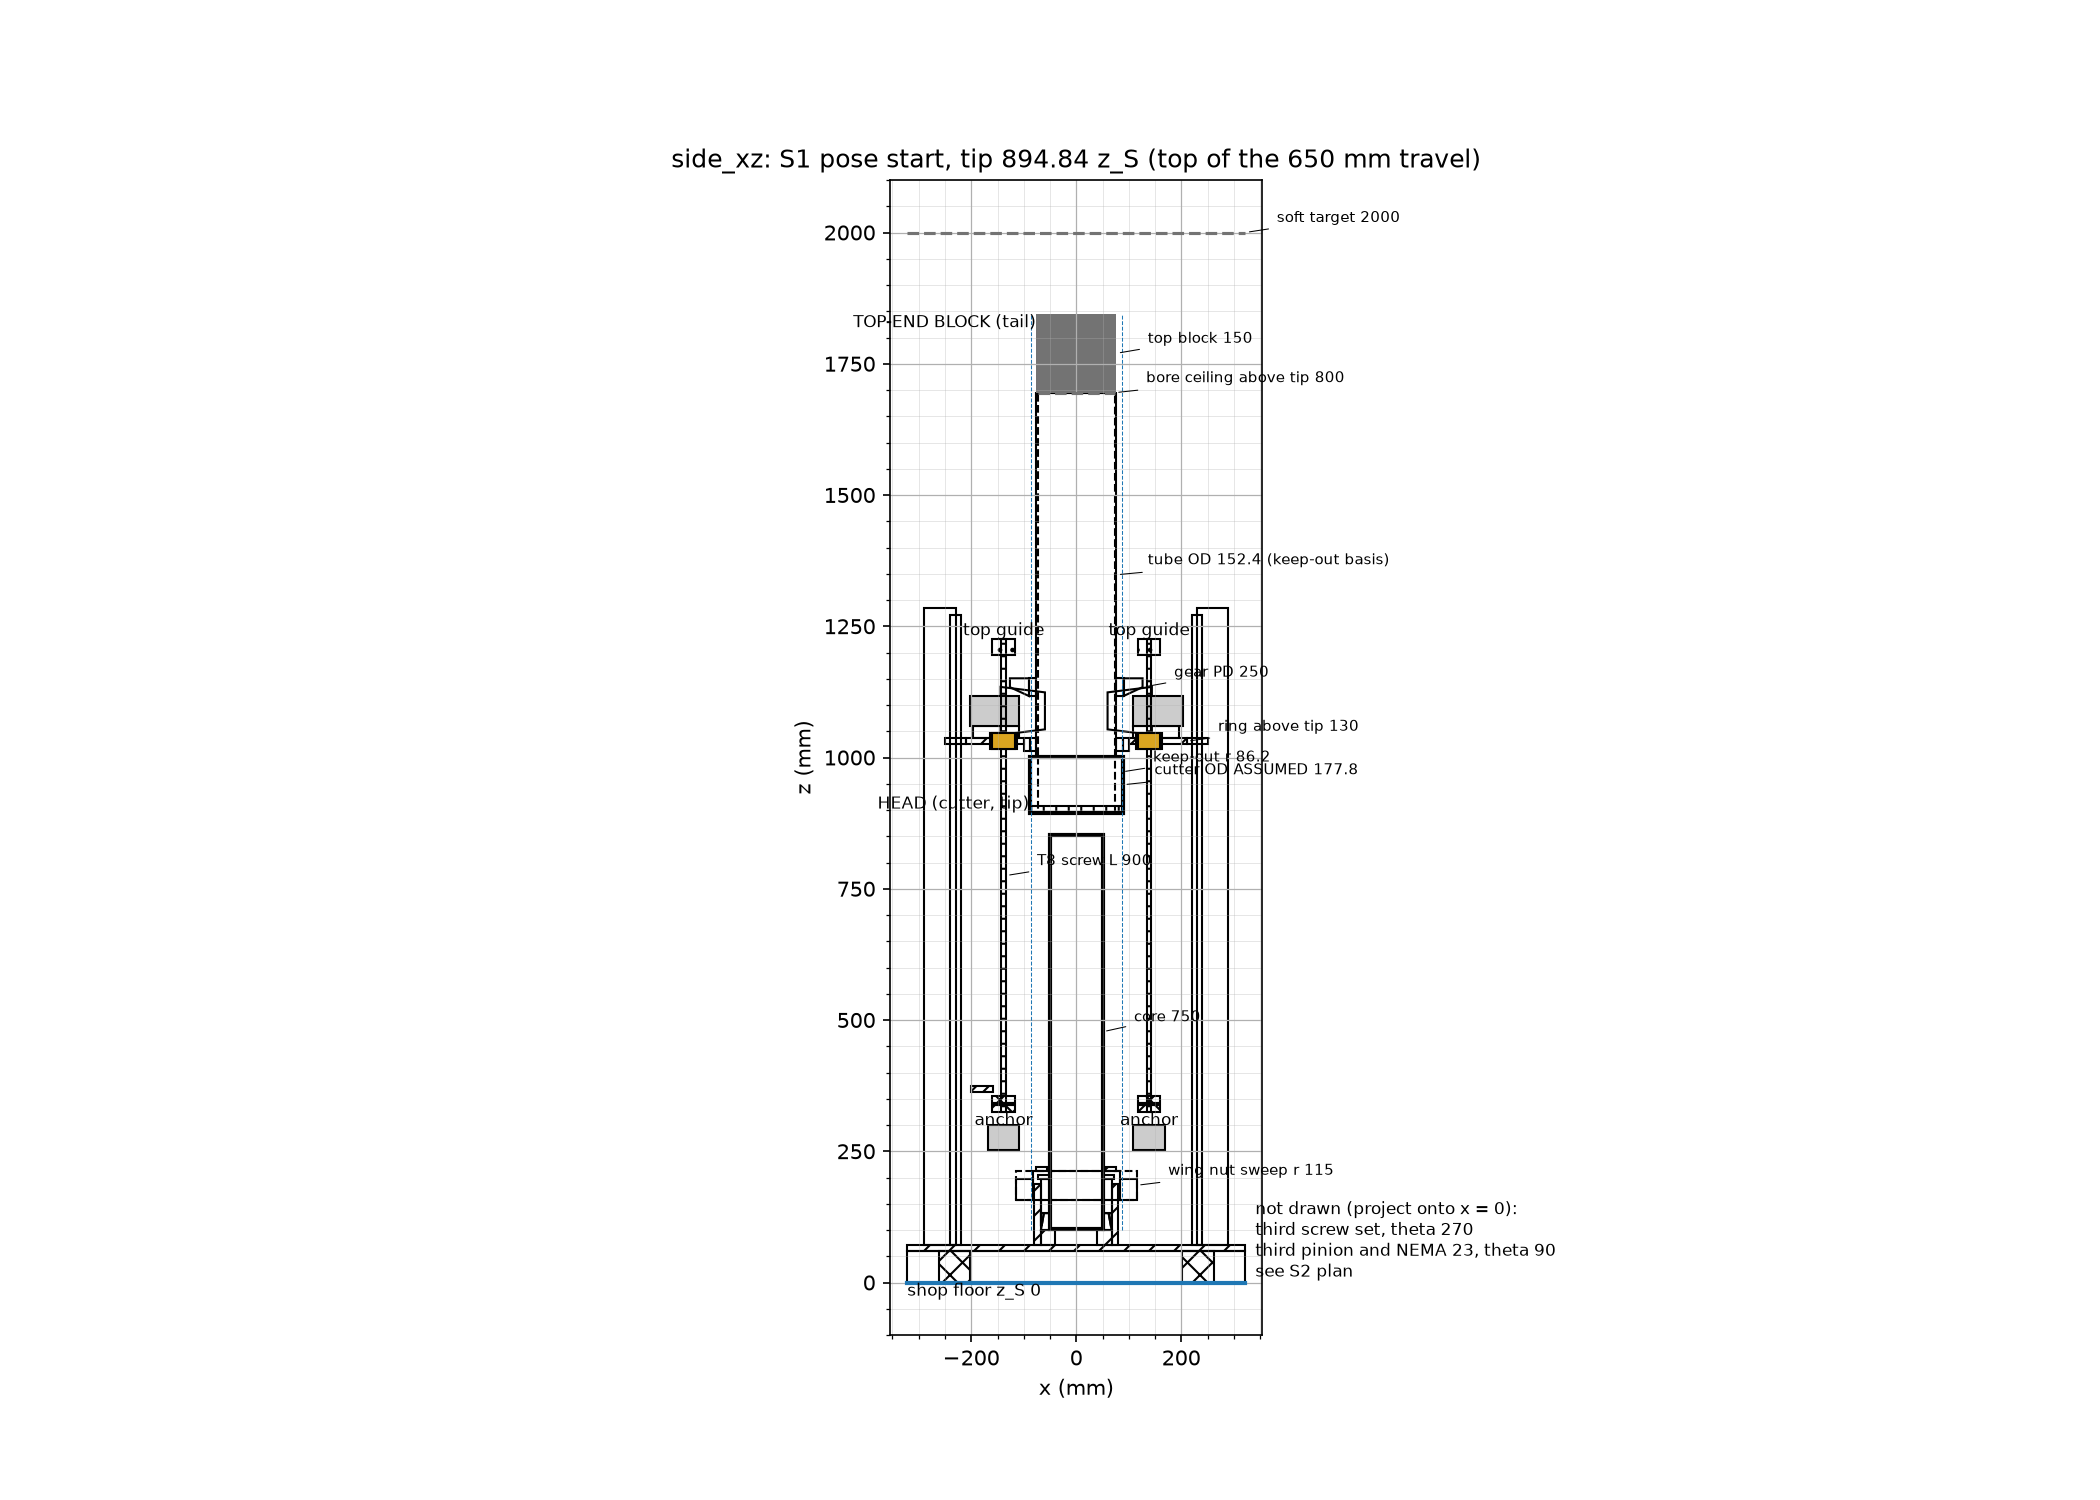 side_xz: S1 pose start, tip 894.84 z_S (top of the 650 mm travel)
2000
soft target 2000
TOP-END BLOCK (tail)
top block 150
1750
bore ceiling above tip 800
1500
tube OD 152.4 (keep-out basis)
1250
top guide
top guide
gear PD 250
ring above tip 130
1000
keep-out r 86.2
cutter OD ASSUMED 177.8
HEAD (cutter, tip)
T8 screw L 900
750
z (mm)
core 750
500
anchor
anchor
250
wing nut sweep r 115
not drawn (project onto x = 0):
third screw set, theta 270
third pinion and NEMA 23, theta 90
see S2 plan
0
shop floor z_S 0
−200
0
200
x (mm)